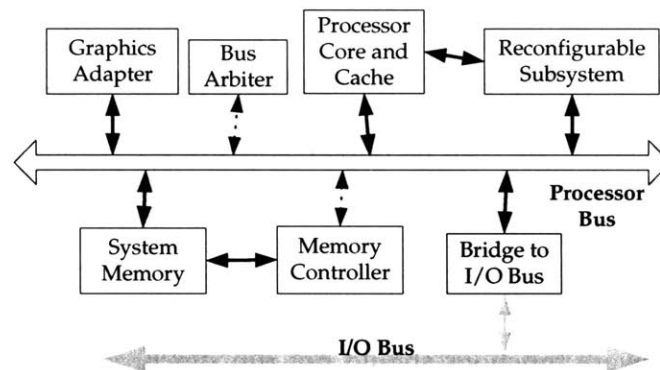 Graphics
Adapter
Bus
Arbiter
Processor
Core and
Cache
Reconfigurable
Subsystem
Processor
Bus
System
Memory
Memory
Controller
Bridge to
I/O Bus
I/O Bus